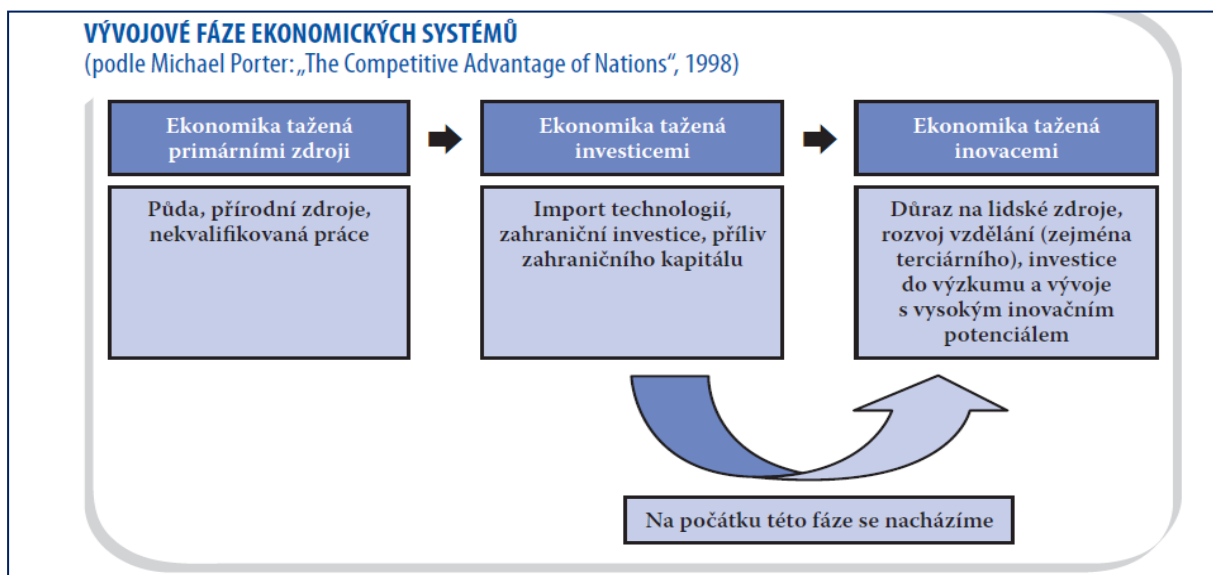 VÝVOJOVÉ FÁZE EKONOMICKÝCH SYSTÉMŮ
(podle Michael Porter: „The Competitive Advantage of Nations“, 1998)
Ekonomika tažená
primárními zdroji
Ekonomika tažená
investicemi
Ekonomika tažená
inovacemi
Půda, přírodní zdroje,
nekvalifikovaná práce
Import technologií,
zahraniční investice, příliv
zahraničního kapitálu
Důraz na lidské zdroje,
rozvoj vzdělání (zejména
terciárního), investice
do výzkumu a vývoje
s vysokým inovačním
potenciálem
Na počátku této fáze se nacházíme